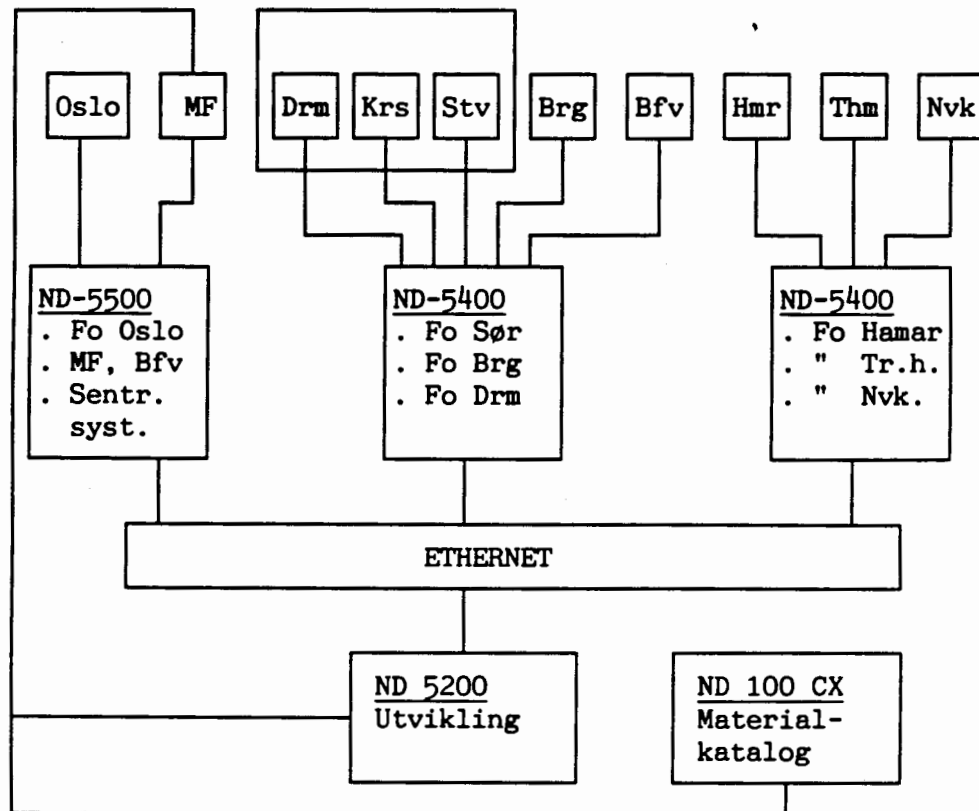 Oslo
MF
Drm
Krs
Stv
Brg
Bfv
Hmr
Thm
Nvk
ND-5500
. Fo Oslo
. MF, Bfv
. Sentr.
syst.
ND-5400
. Fo Sør
. Fo Brg
. Fo Drm
ND-5400
. Fo Hamar
. " Tr.h.
. " Nvk.
ETHERNET
ND 5200
Utvikling
ND 100 CX
Material-
katalog